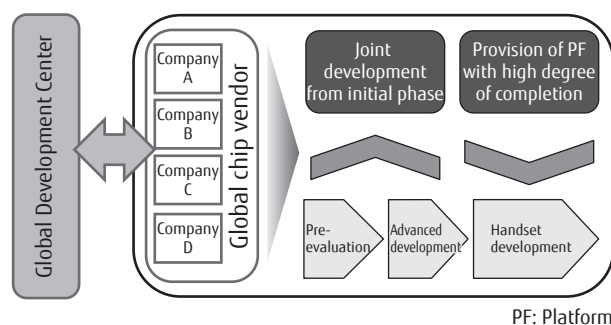 Global Development Center
Company
A
Company
B
Company
C
Company
D
Global chip vendor
Joint
development
from initial phase
Provision of PF
with high degree
of completion
Pre-
evaluation
Advanced
development
Handset
development
PF: Platform